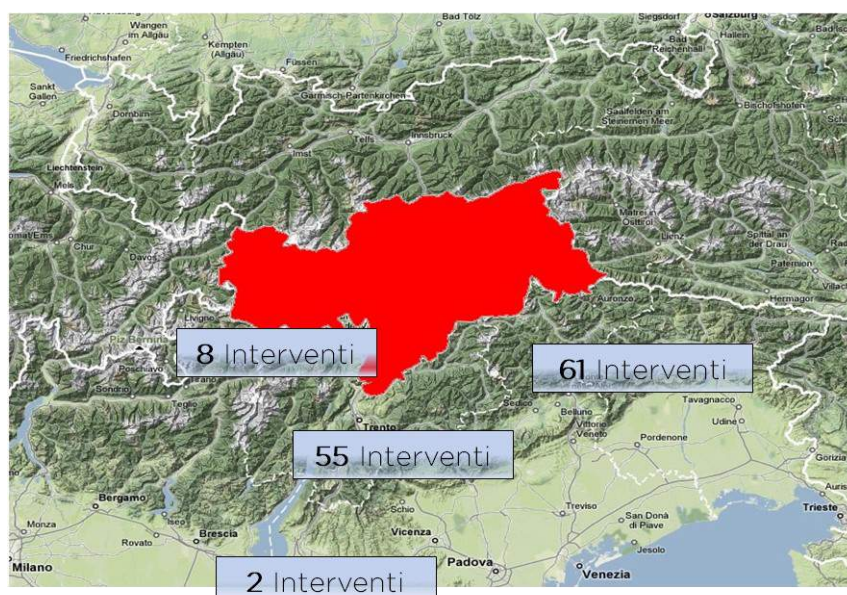 Bad Tölz
Salzburg
Wangen
im Allgäu
Kempten
(Allgäu)
Siegsdorf
Hallein
Bad
Reichenhall
Friedrichshafen
Füssen
Sankt
Gallen
Garmisch-Partenkirchen
Dornbirn
Saalfelden am
Steinernen Meer
Bischofshofen
Telfs
Innsbruck
Imst
Liechtenstein
Mels
Matrei in
Osttirol
Chur
Davos
Lienz
Spittal an
der Drau
Paternion
Hermagor
Auronzo
Livigno
Piz Bernina
8 Interventi
61 Interventi
Poschiavo
Sondrio
Tirano
Teglio
Sedico
Belluno
Tavagnacco
Udine
Trento
Vittorio
Veneto
Pordenone
Gorizia
55 Interventi
Bergamo
Schio
Treviso
San Donà
di Piave
Trieste
Monza
Iseo
Rovato
Brescia
Vicenza
Jesolo
Milano
Padova
Venezia
2 Interventi